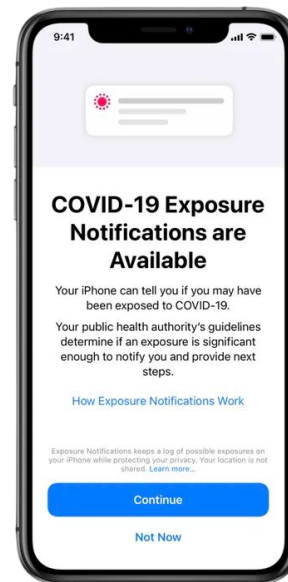 9:41
COVID-19 Exposure
Notifications are
Available
Your iPhone can tell you if you may have
been exposed to COVID-19.
Your public health authority's guidelines
determine if an exposure is significant
enough to notify you and provide next
steps.
How Exposure Notifications Work
Exposure Notifications keeps a log of possible exposures on
your iPhone while protecting your privacy. Your location is not
shared. Learn more...
Continue
Not Now